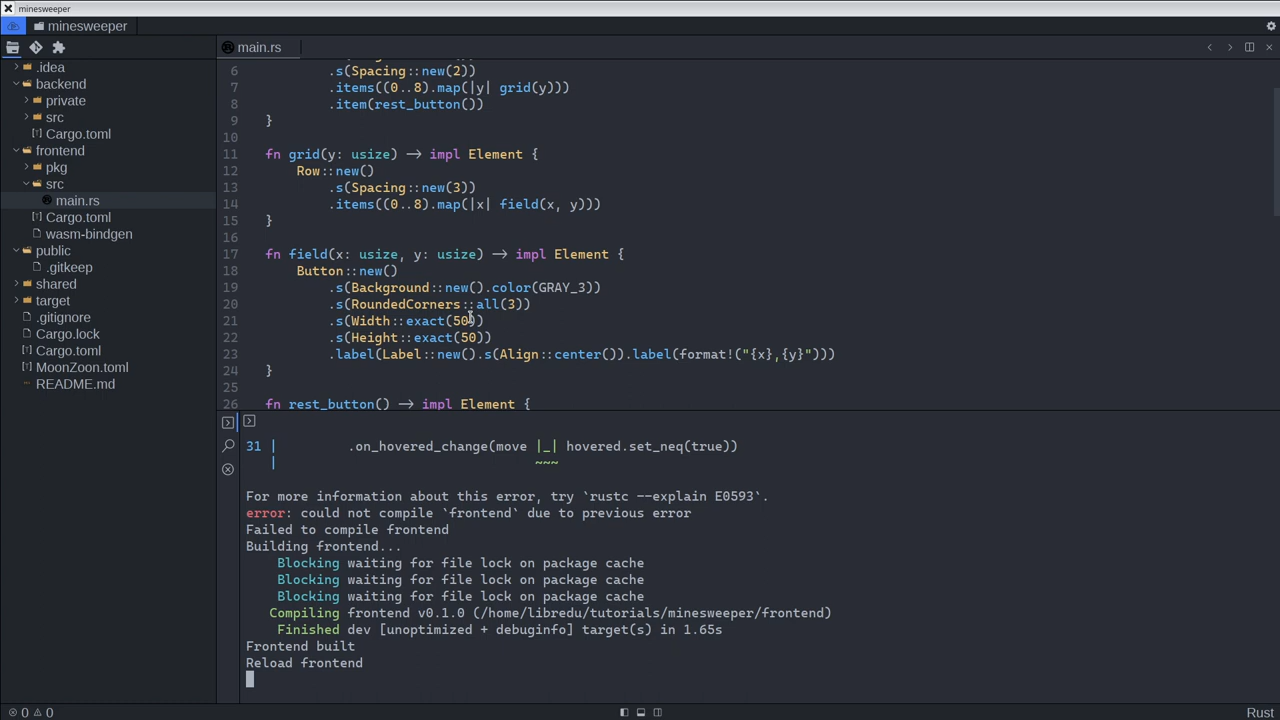 minesweeper
minesweeper
main.rs
.idea
backend
private
src
Cargo.toml
frontend
pkg
src
main.rs
Cargo.toml
wasm-bindgen
public
.gitkeep
shared
target
.gitignore
Cargo.lock
Cargo.toml
MoonZoon.toml
README.md
6 .s(Spacing::new(2))
7 .items((0..8).map(|y| grid(y)))
8 .item(rest_button())
9 }
10
11 fn grid(y: usize) -> impl Element {
12 Row::new()
13 .s(Spacing::new(3))
14 .items((0..8).map(|x| field(x, y)))
15 }
16
17 fn field(x: usize, y: usize) -> impl Element {
18 Button::new()
19 .s(Background::new().color(GRAY_3))
20 .s(RoundedCorners::all(3))
21 .s(Width::exact(50))
22 .s(Height::exact(50))
23 .label(Label::new().s(Align::center()).label(format!("{x},{y}")))
24 }
25
26 fn rest_button() -> impl Element {
31 | .on_hovered_change(move |_| hovered.set_neq(true))
| ~~~
For more information about this error, try `rustc --explain E0593`.
error: could not compile `frontend` due to previous error
Failed to compile frontend
Building frontend...
Blocking waiting for file lock on package cache
Blocking waiting for file lock on package cache
Blocking waiting for file lock on package cache
Compiling frontend v0.1.0 (/home/libredu/tutorials/minesweeper/frontend)
Finished dev [unoptimized + debuginfo] target(s) in 1.65s
Frontend built
Reload frontend
0 0 Rust